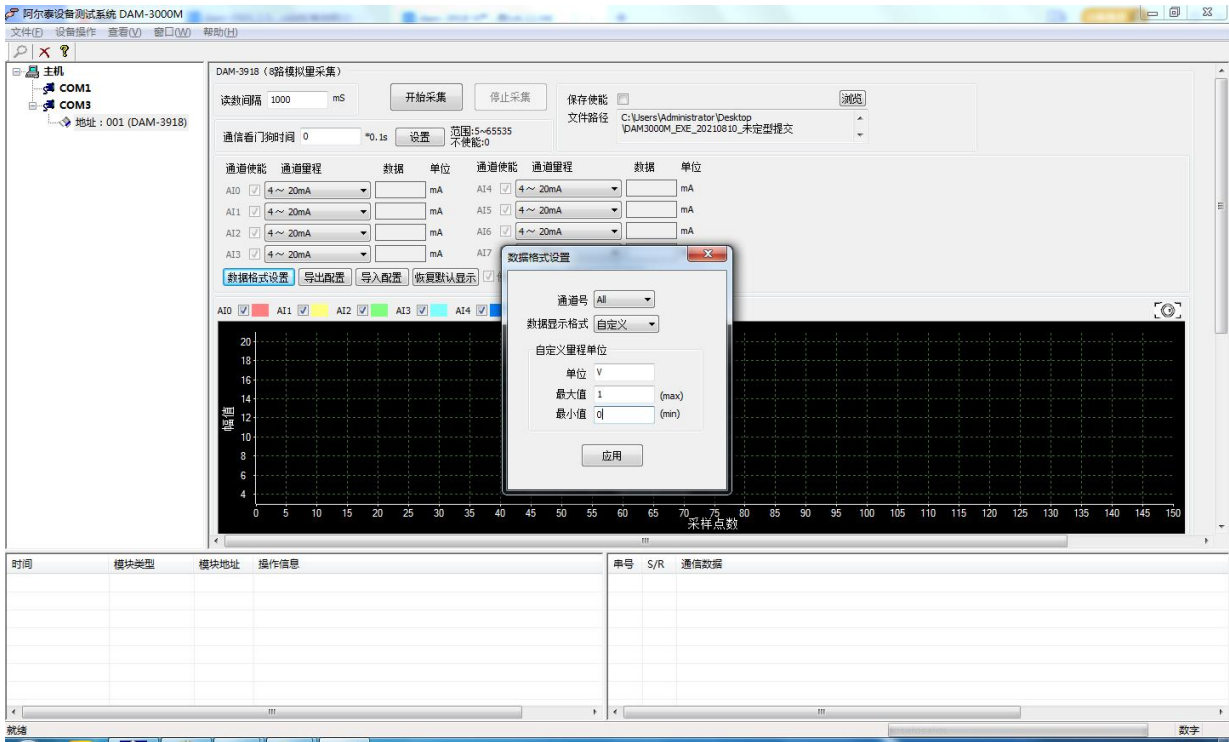 阿尔泰设备测试系统 DAM-3000M
文件(F) 设备操作 查看(V) 窗口(W) 帮助(H)
主机
COM1
COM3
地址：001 (DAM-3918)
DAM-3918（8路模拟量采集）
读数间隔 1000 mS 开始采集 停止采集 保存使能 浏览
文件路径 C:\Users\Administrator\Desktop
\DAM3000M_EXE_20210810_未定型提交
通信看门狗时间 0 *0.1s 设置 范围:5~65535
不使能:0
通道使能 通道量程 数据 单位 通道使能 通道量程 数据 单位
AI0 4～ 20mA mA AI4 4～ 20mA mA
AI1 4～ 20mA mA AI5 4～ 20mA mA
AI2 4～ 20mA mA AI6 4～ 20mA mA
AI3 4～ 20mA mA AI7
数据格式设置 导出配置 导入配置 恢复默认显示
AI0 AI1 AI2 AI3 AI4
数据格式设置
通道号 All
数据显示格式 自定义
自定义量程单位
单位 V
最大值 1 (max)
最小值 0 (min)
应用
幅值
20
18
16
14
12
10
8
6
4
0 5 10 15 20 25 30 35 40 45 50 55 60 65 70 75 80 85 90 95 100 105 110 115 120 125 130 135 140 145 150
采样点数
时间 模块类型 模块地址 操作信息 串号 S/R 通信数据
就绪 数字